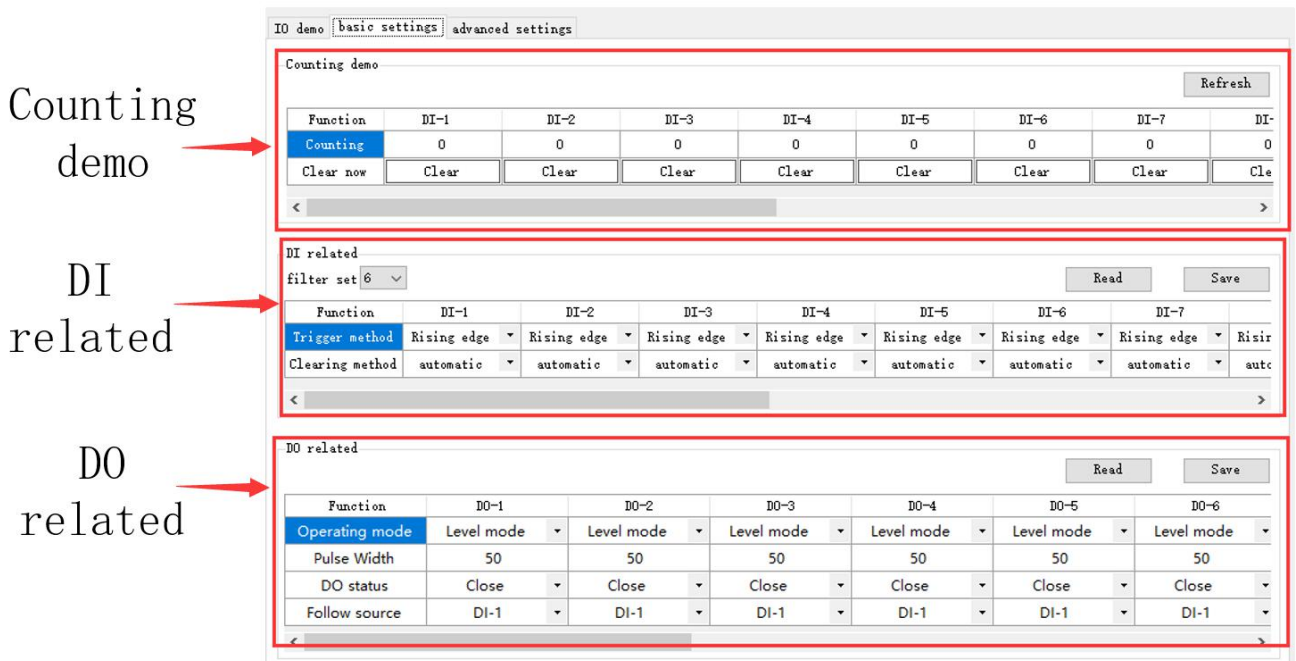 IO demo basic settings advanced settings
Counting demo
Refresh
Function DI-1 DI-2 DI-3 DI-4 DI-5 DI-6 DI-7 DI-
Counting 0 0 0 0 0 0 0 0
Clear now Clear Clear Clear Clear Clear Clear Clear Cle
Counting
demo
DI related
filter set 6 Read Save
Function DI-1 DI-2 DI-3 DI-4 DI-5 DI-6 DI-7
Trigger method Rising edge Rising edge Rising edge Rising edge Rising edge Rising edge Rising edge Risin
Clearing method automatic automatic automatic automatic automatic automatic automatic auto
DI
related
DO related
Read Save
Function DO-1 DO-2 DO-3 DO-4 DO-5 DO-6
Operating mode Level mode Level mode Level mode Level mode Level mode Level mode
Pulse Width 50 50 50 50 50 50
DO status Close Close Close Close Close Close
Follow source DI-1 DI-1 DI-1 DI-1 DI-1 DI-1
DO
related